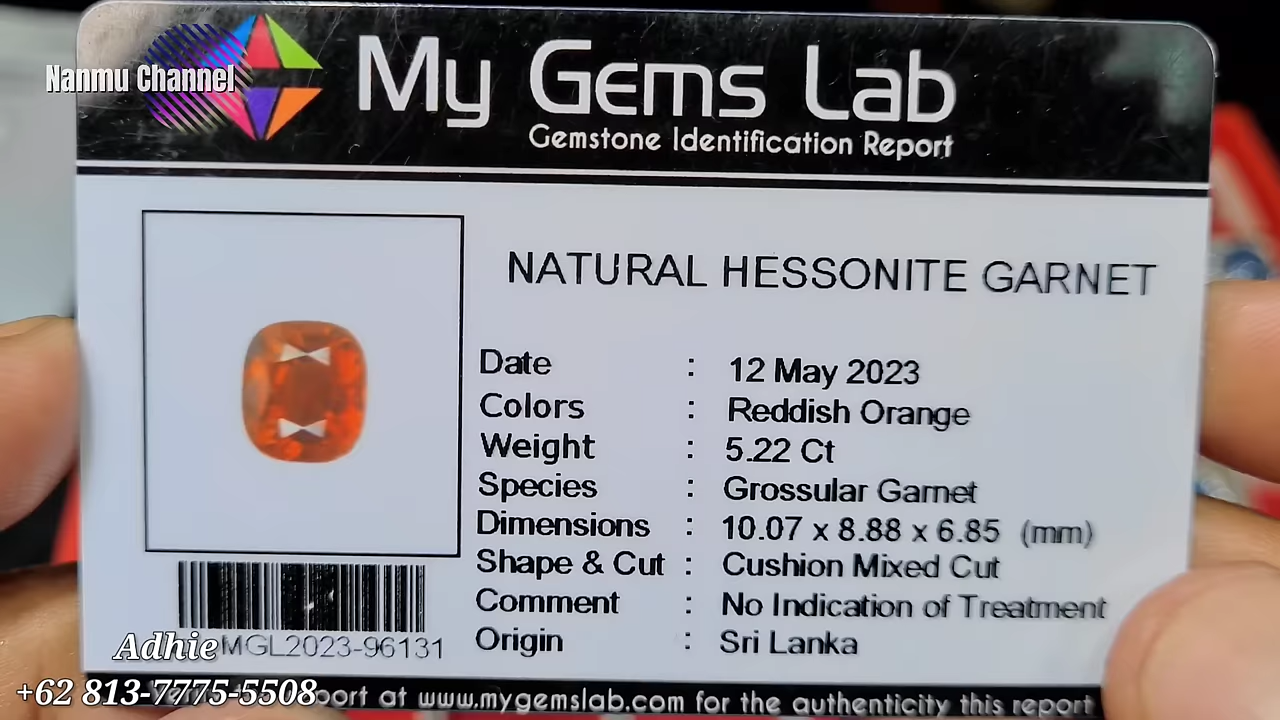 Nanmu Channel
My Gems Lab
Gemstone Identification Report
NATURAL HESSONITE GARNET
Date : 12 May 2023
Colors : Reddish Orange
Weight : 5.22 Ct
Species : Grossular Garnet
Dimensions : 10.07 x 8.88 x 6.85 (mm)
Shape & Cut : Cushion Mixed Cut
Comment : No Indication of Treatment
Origin : Sri Lanka
MGL2023-96131
Adhie
+62 813-7775-5508
at www.mygemslab.com for the authenticity this report